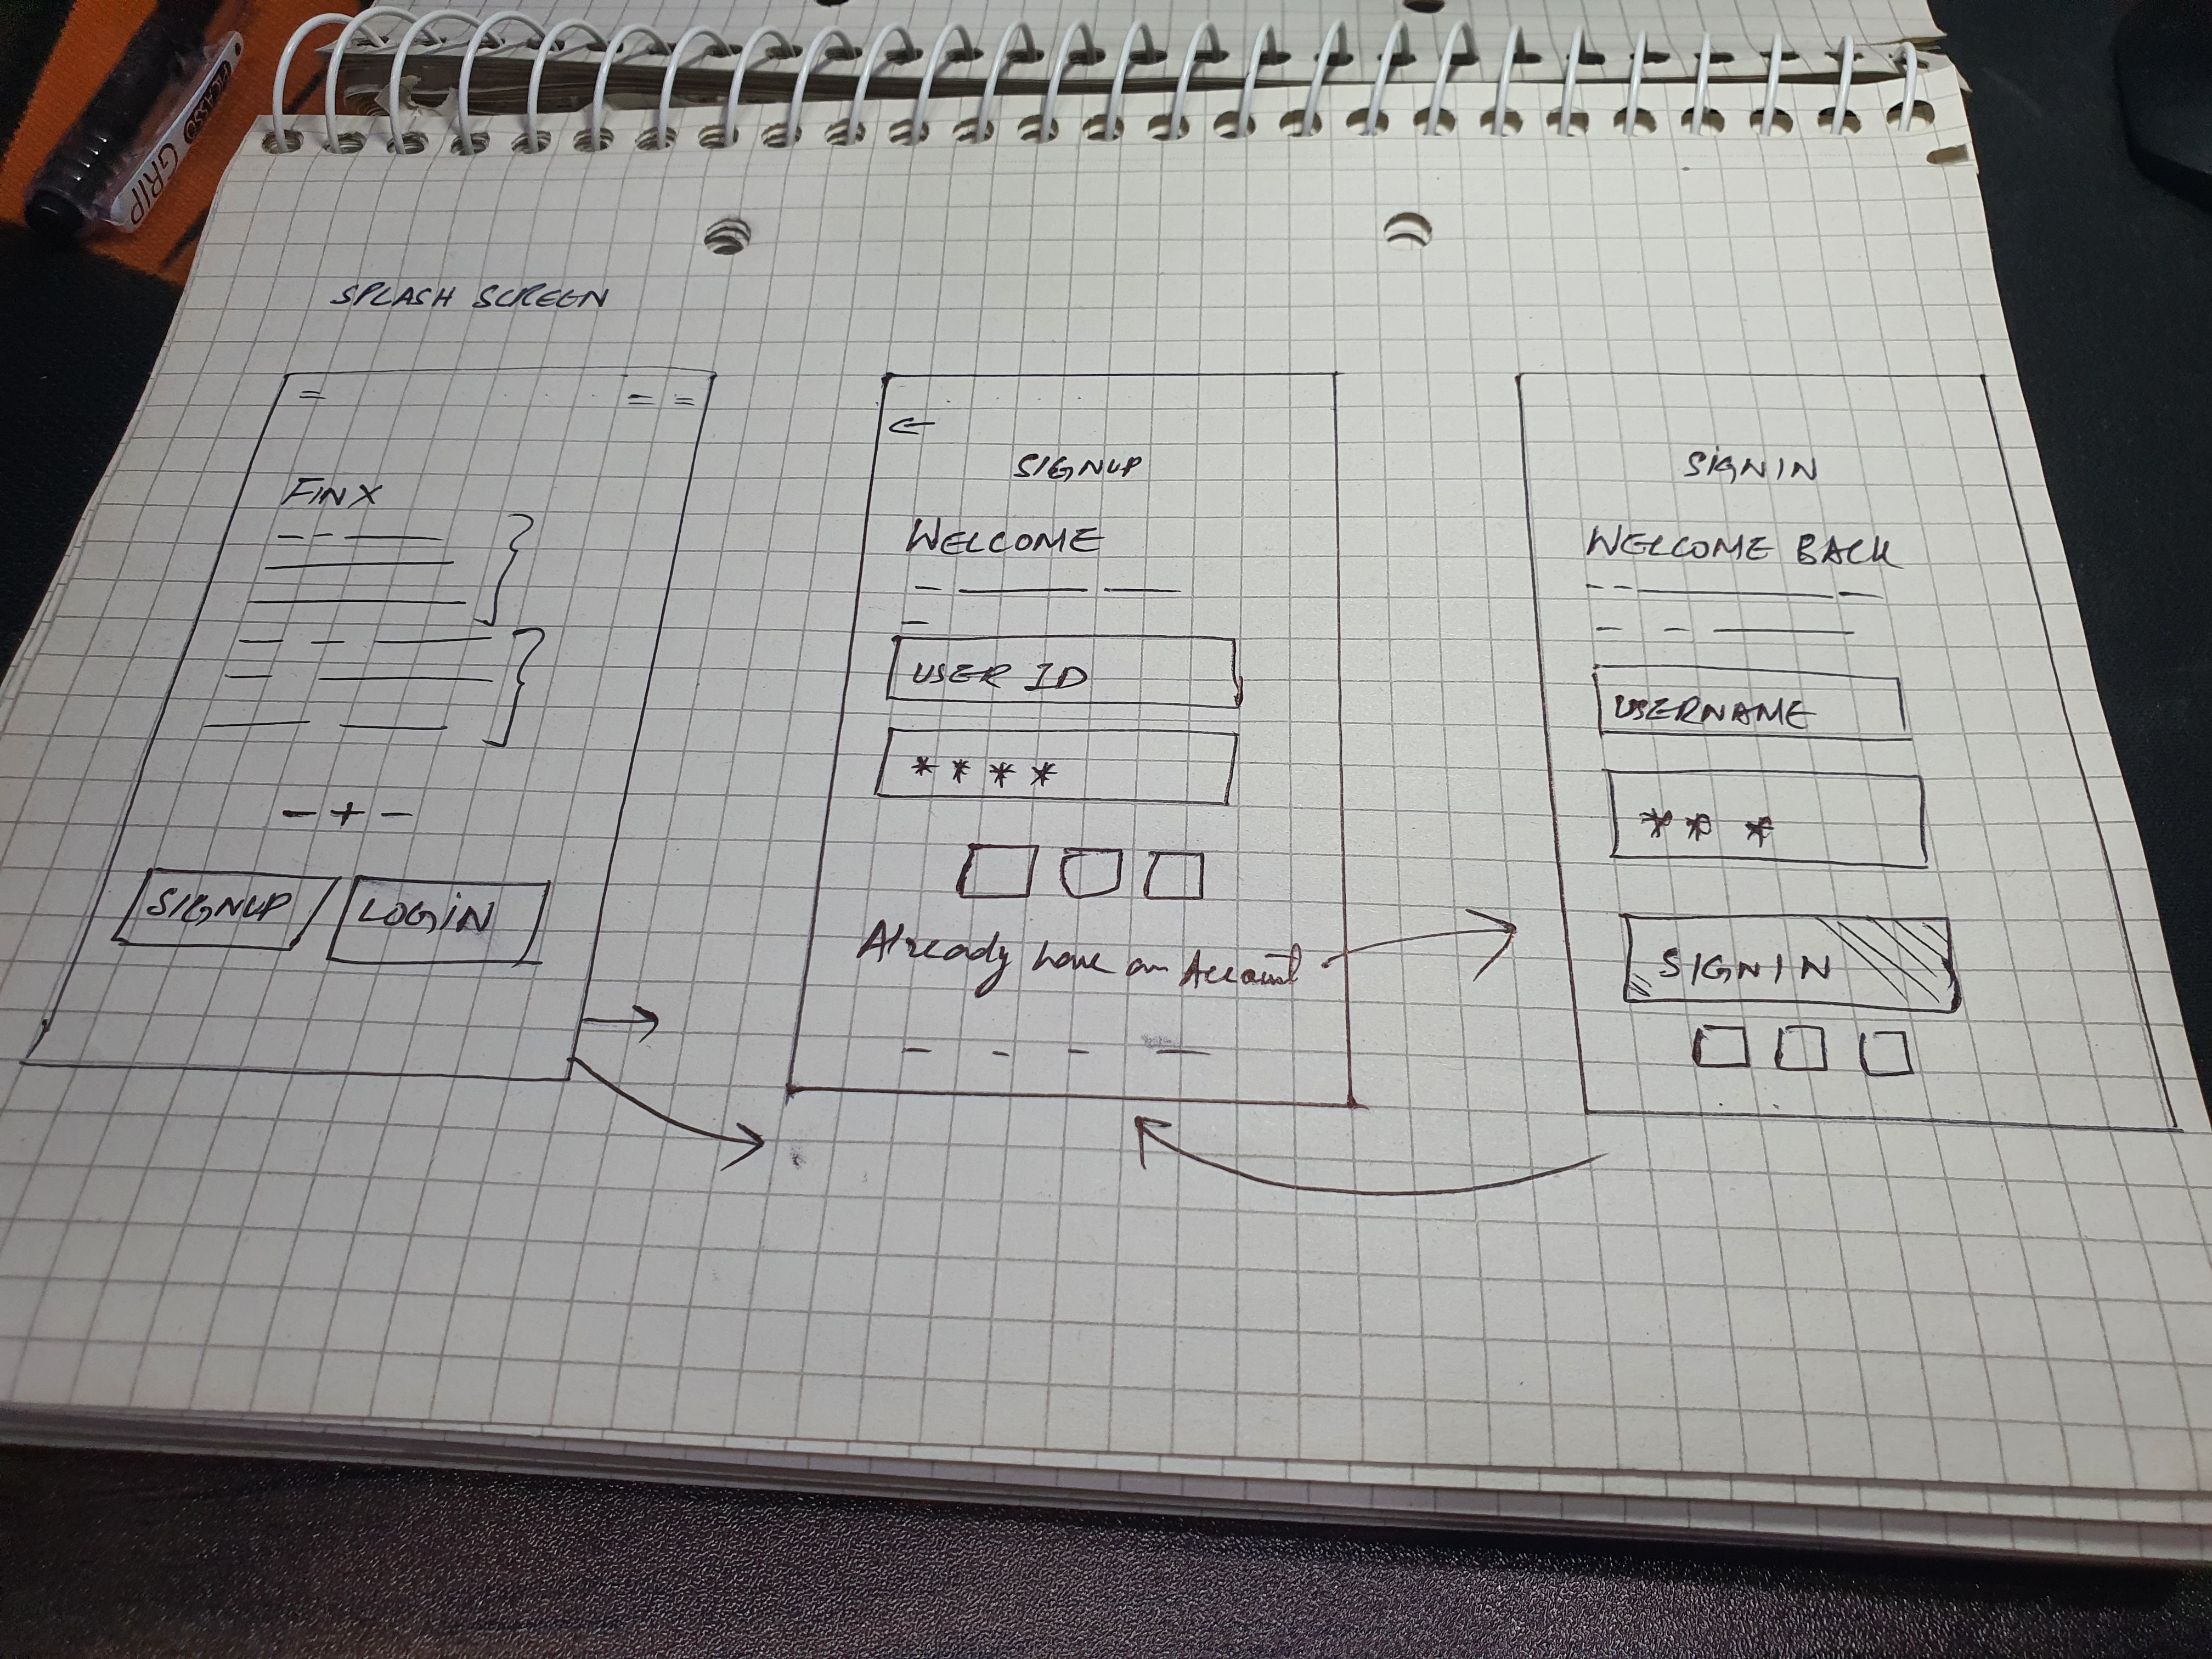 PICASSO GRIP
SPLASH SCREEN
FINX
- + -
SIGNUP
LOGIN
←
SIGNUP
WELCOME
USER ID
* * * *
Already have an Account
SIGNIN
WELCOME BACK
USERNAME
* * *
SIGNIN